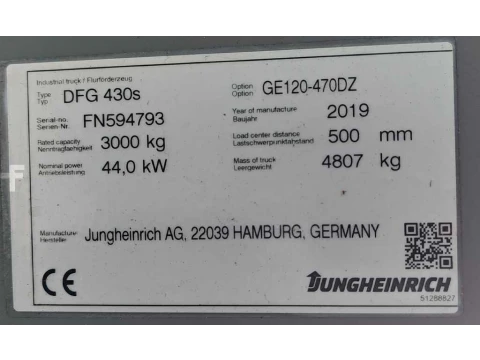 Industrial truck / Flurförderzeug
Type
Typ DFG 430s Option
Option GE120-470DZ
Serial-No.
Serien-Nr. FN594793 Year of manufacture
Baujahr 2019
Rated capacity
Nenntragfaehigkeit 3000 kg Load center distance
Lastschwerpunktabstand 500 mm
Nominal power
Antriebsleistung 44,0 kW Mass of truck
Leergewicht 4807 kg
Manufacturer
Hersteller Jungheinrich AG, 22039 HAMBURG, GERMANY
CE
JUNGHEINRICH
51288827
F